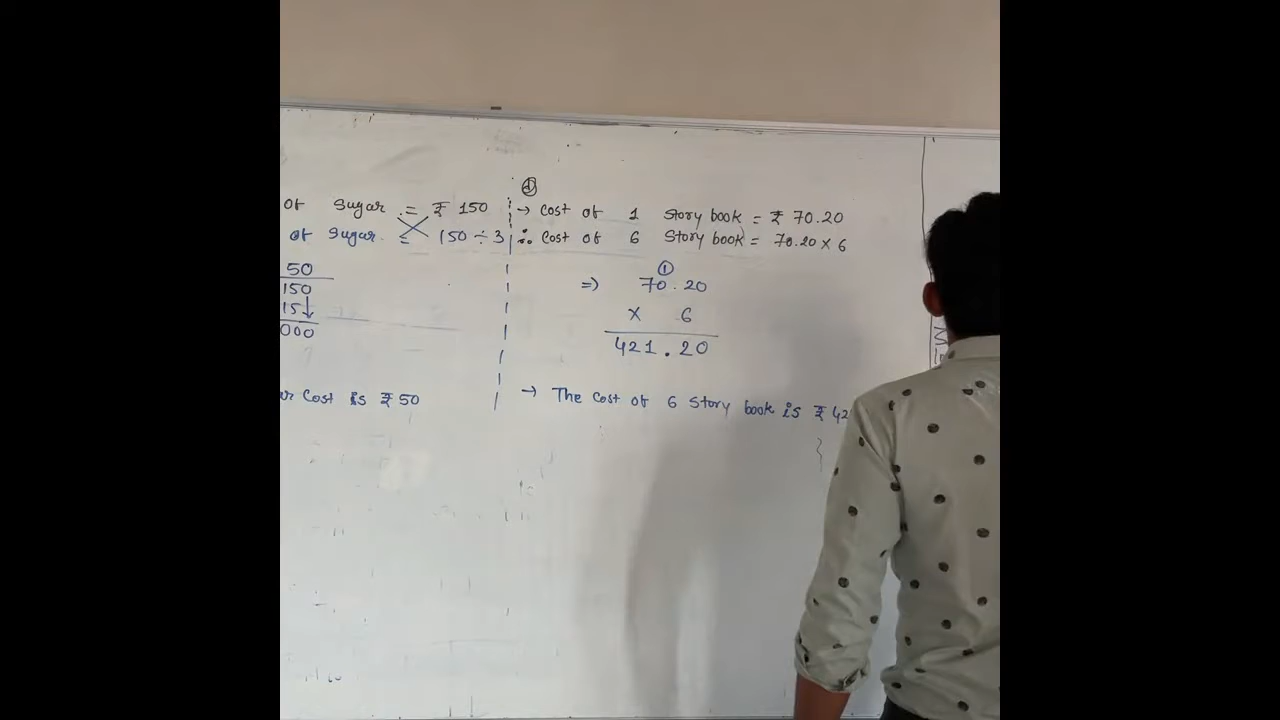 of Sugar = ₹ 150
of Sugar = 150 ÷ 3
50
150
15↓
000
ur Cost is ₹ 50
→ Cost of 1 Story book = ₹ 70.20
∴ Cost of 6 Story book = 70.20 × 6
①
⇒ 70.20
× 6
421.20
→ The Cost of 6 Story book is ₹ 42